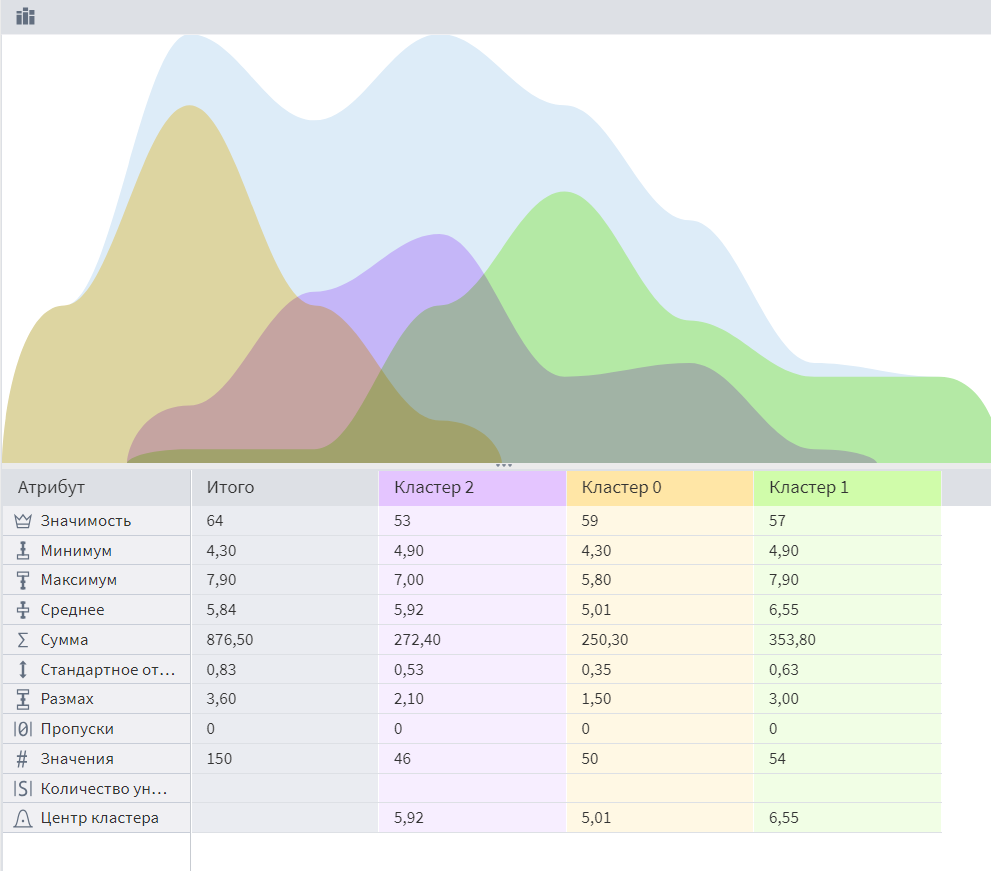 Атрибут Итого Кластер 2 Кластер 0 Кластер 1
Значимость 64 53 59 57
Минимум 4,30 4,90 4,30 4,90
Максимум 7,90 7,00 5,80 7,90
Среднее 5,84 5,92 5,01 6,55
Σ Сумма 876,50 272,40 250,30 353,80
Стандартное от... 0,83 0,53 0,35 0,63
Размах 3,60 2,10 1,50 3,00
|0| Пропуски 0 0 0 0
# Значения 150 46 50 54
|S| Количество ун...
Центр кластера 5,92 5,01 6,55